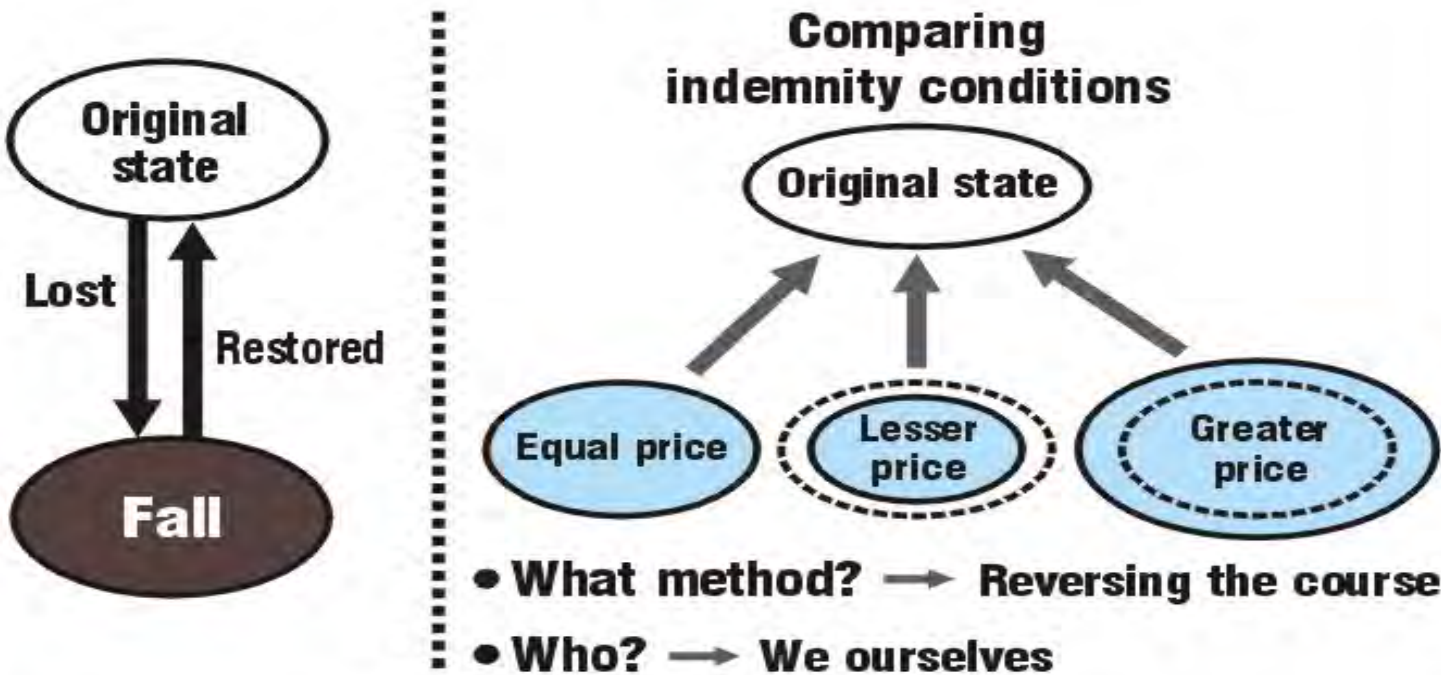 Original
state
Lost
Restored
Fall
Comparing
indemnity conditions
Original state
Equal price
Lesser
price
Greater
price
• What method? → Reversing the course
• Who? → We ourselves